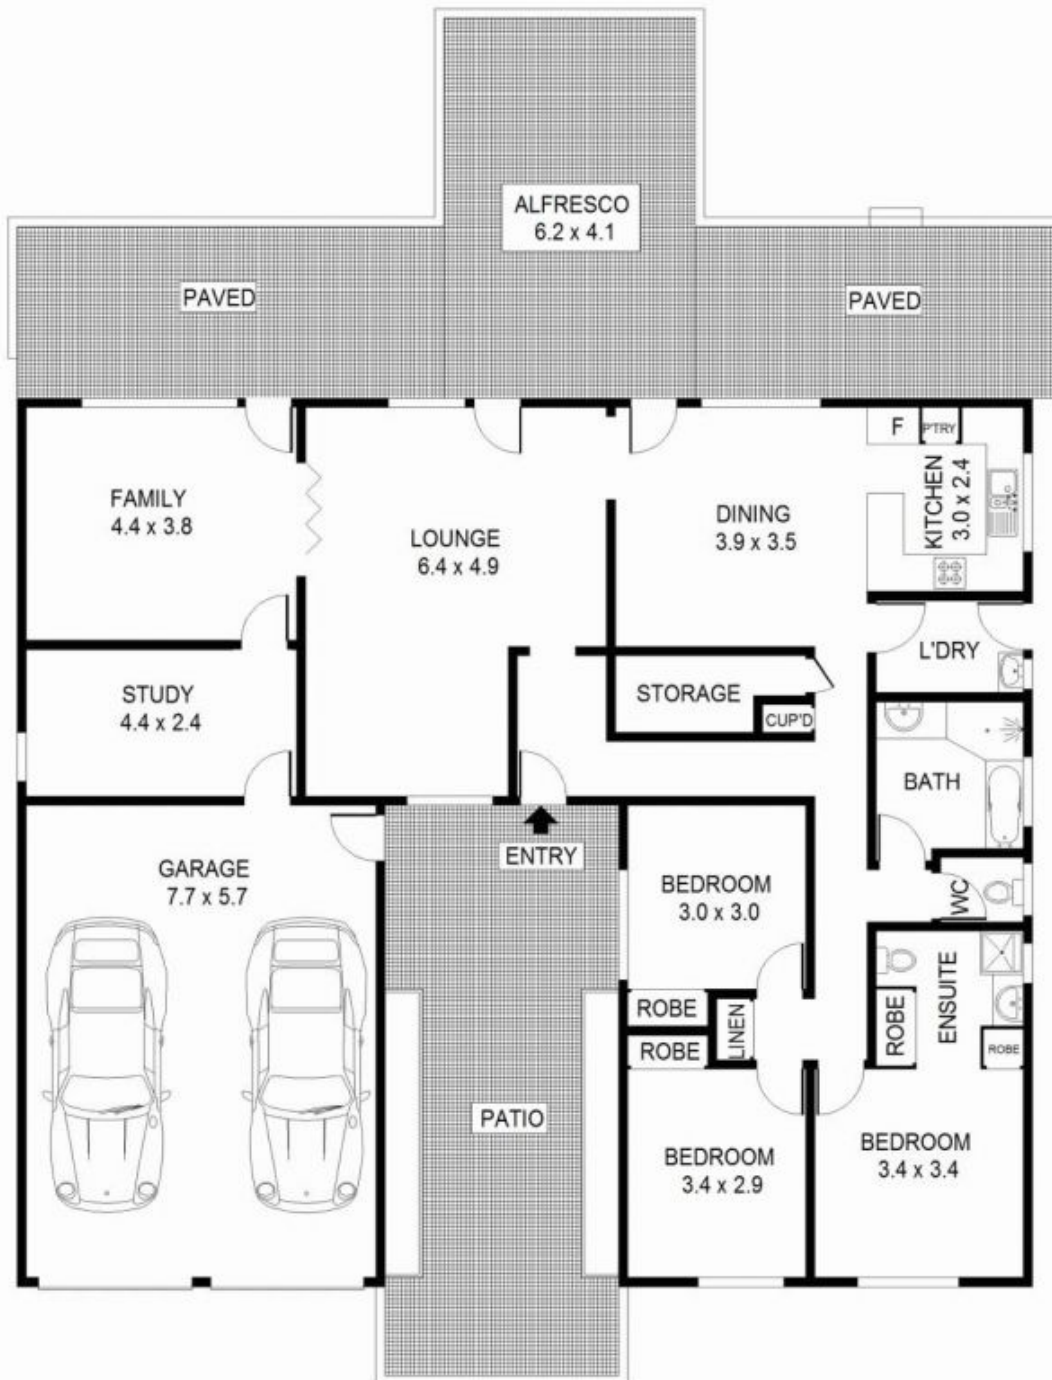 ALFRESCO
6.2 x 4.1
PAVED
PAVED
FAMILY
4.4 x 3.8
LOUNGE
6.4 x 4.9
DINING
3.9 x 3.5
F
P'TRY
KITCHEN
3.0 x 2.4
L'DRY
STUDY
4.4 x 2.4
STORAGE
CUP'D
BATH
ENTRY
GARAGE
7.7 x 5.7
BEDROOM
3.0 x 3.0
WC
ROBE
LINEN
ROBE
ROBE
ENSUITE
ROBE
PATIO
BEDROOM
3.4 x 2.9
BEDROOM
3.4 x 3.4